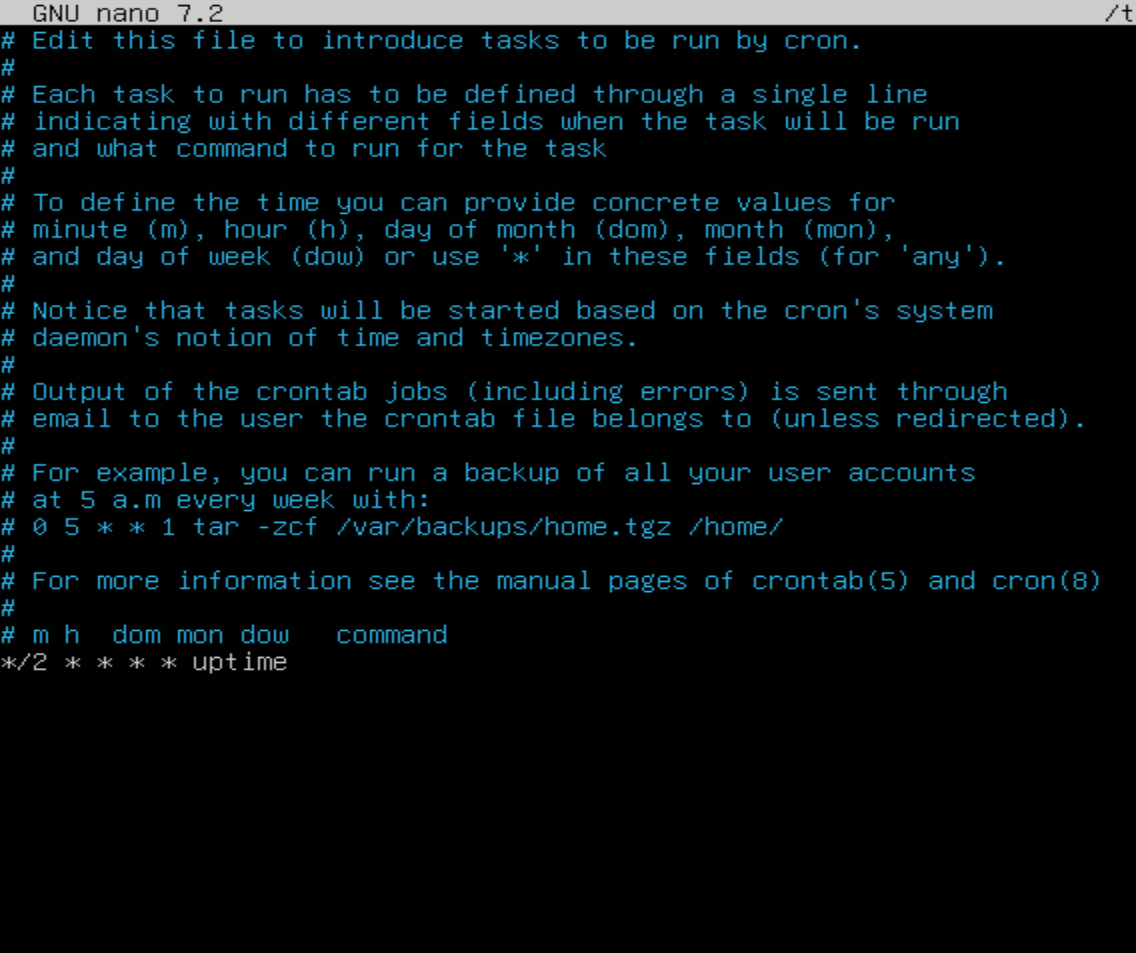 GNU nano 7.2 /t
# Edit this file to introduce tasks to be run by cron.
#
# Each task to run has to be defined through a single line
# indicating with different fields when the task will be run
# and what command to run for the task
#
# To define the time you can provide concrete values for
# minute (m), hour (h), day of month (dom), month (mon),
# and day of week (dow) or use '*' in these fields (for 'any').
#
# Notice that tasks will be started based on the cron's system
# daemon's notion of time and timezones.
#
# Output of the crontab jobs (including errors) is sent through
# email to the user the crontab file belongs to (unless redirected).
#
# For example, you can run a backup of all your user accounts
# at 5 a.m every week with:
# 0 5 * * 1 tar -zcf /var/backups/home.tgz /home/
#
# For more information see the manual pages of crontab(5) and cron(8)
#
# m h  dom mon dow   command
*/2 * * * * uptime